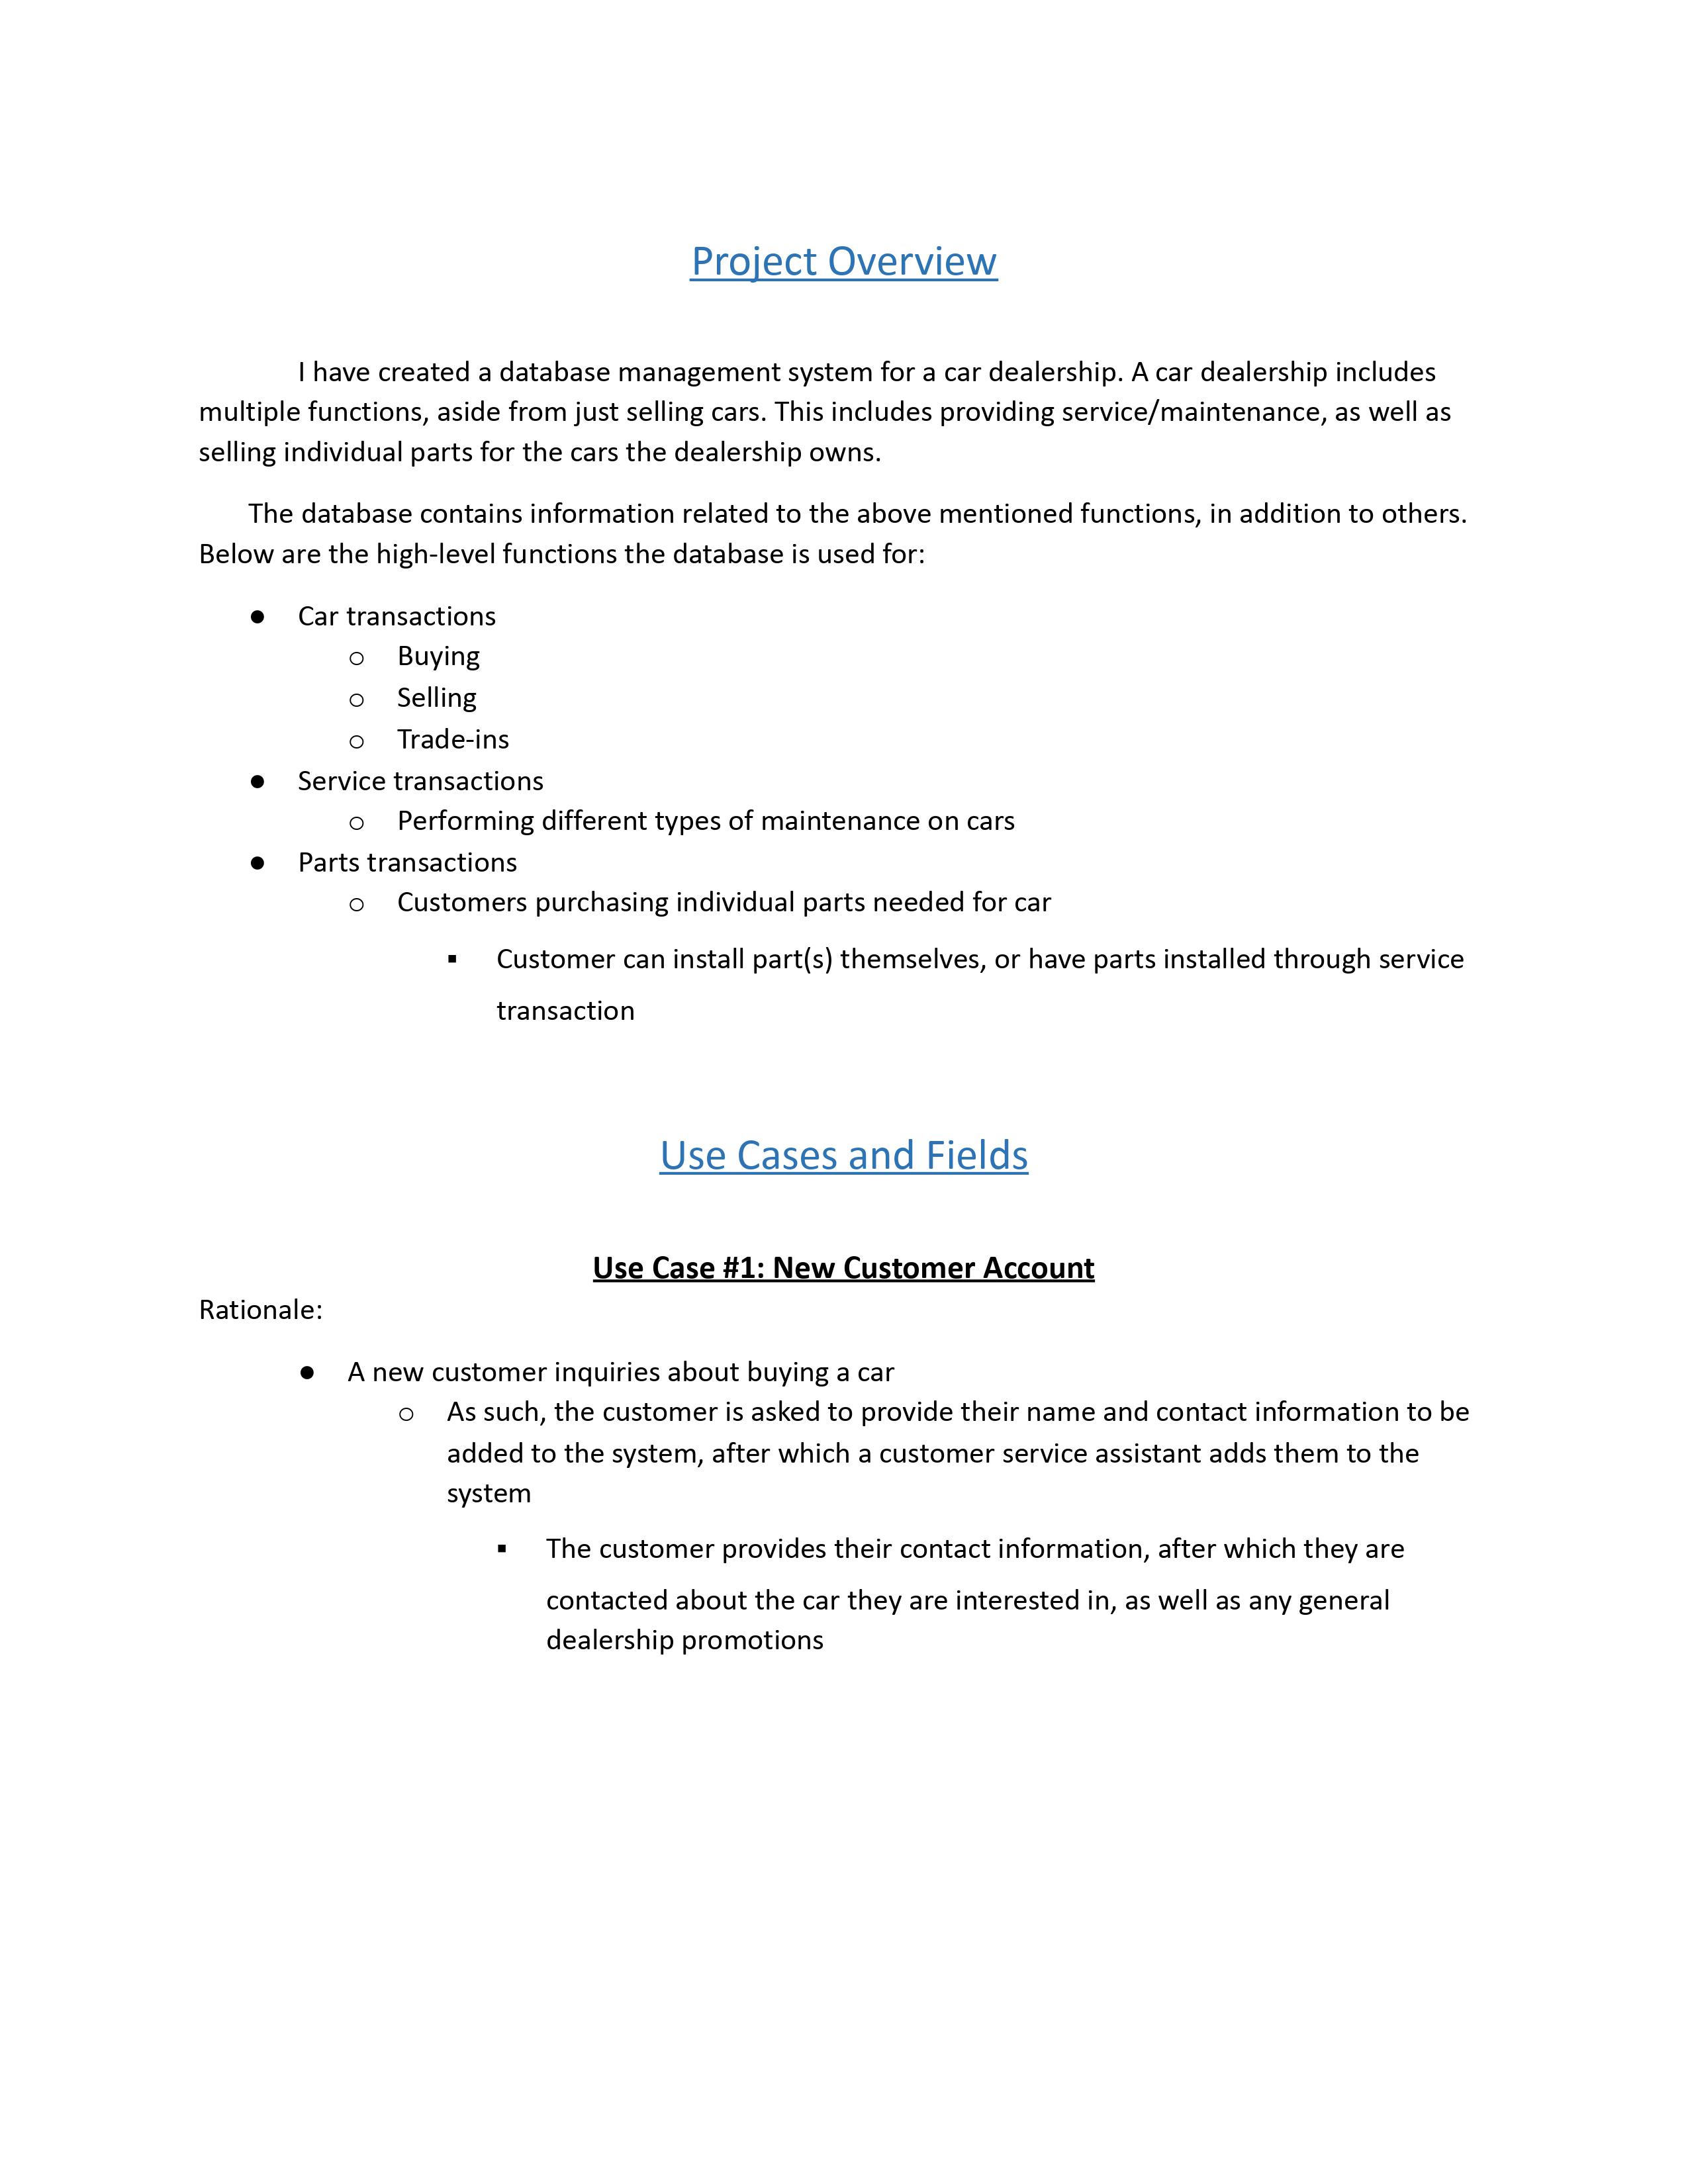 Project Overview
I have created a database management system for a car dealership. A car dealership includes
multiple functions, aside from just selling cars. This includes providing service/maintenance, as well as
selling individual parts for the cars the dealership owns.
The database contains information related to the above mentioned functions, in addition to others.
Below are the high-level functions the database is used for:
● Car transactions
o Buying
o Selling
o Trade-ins
● Service transactions
o Performing different types of maintenance on cars
● Parts transactions
o Customers purchasing individual parts needed for car
▪ Customer can install part(s) themselves, or have parts installed through service
transaction
Use Cases and Fields
Use Case #1: New Customer Account
Rationale:
● A new customer inquiries about buying a car
o As such, the customer is asked to provide their name and contact information to be
added to the system, after which a customer service assistant adds them to the
system
▪ The customer provides their contact information, after which they are
contacted about the car they are interested in, as well as any general
dealership promotions